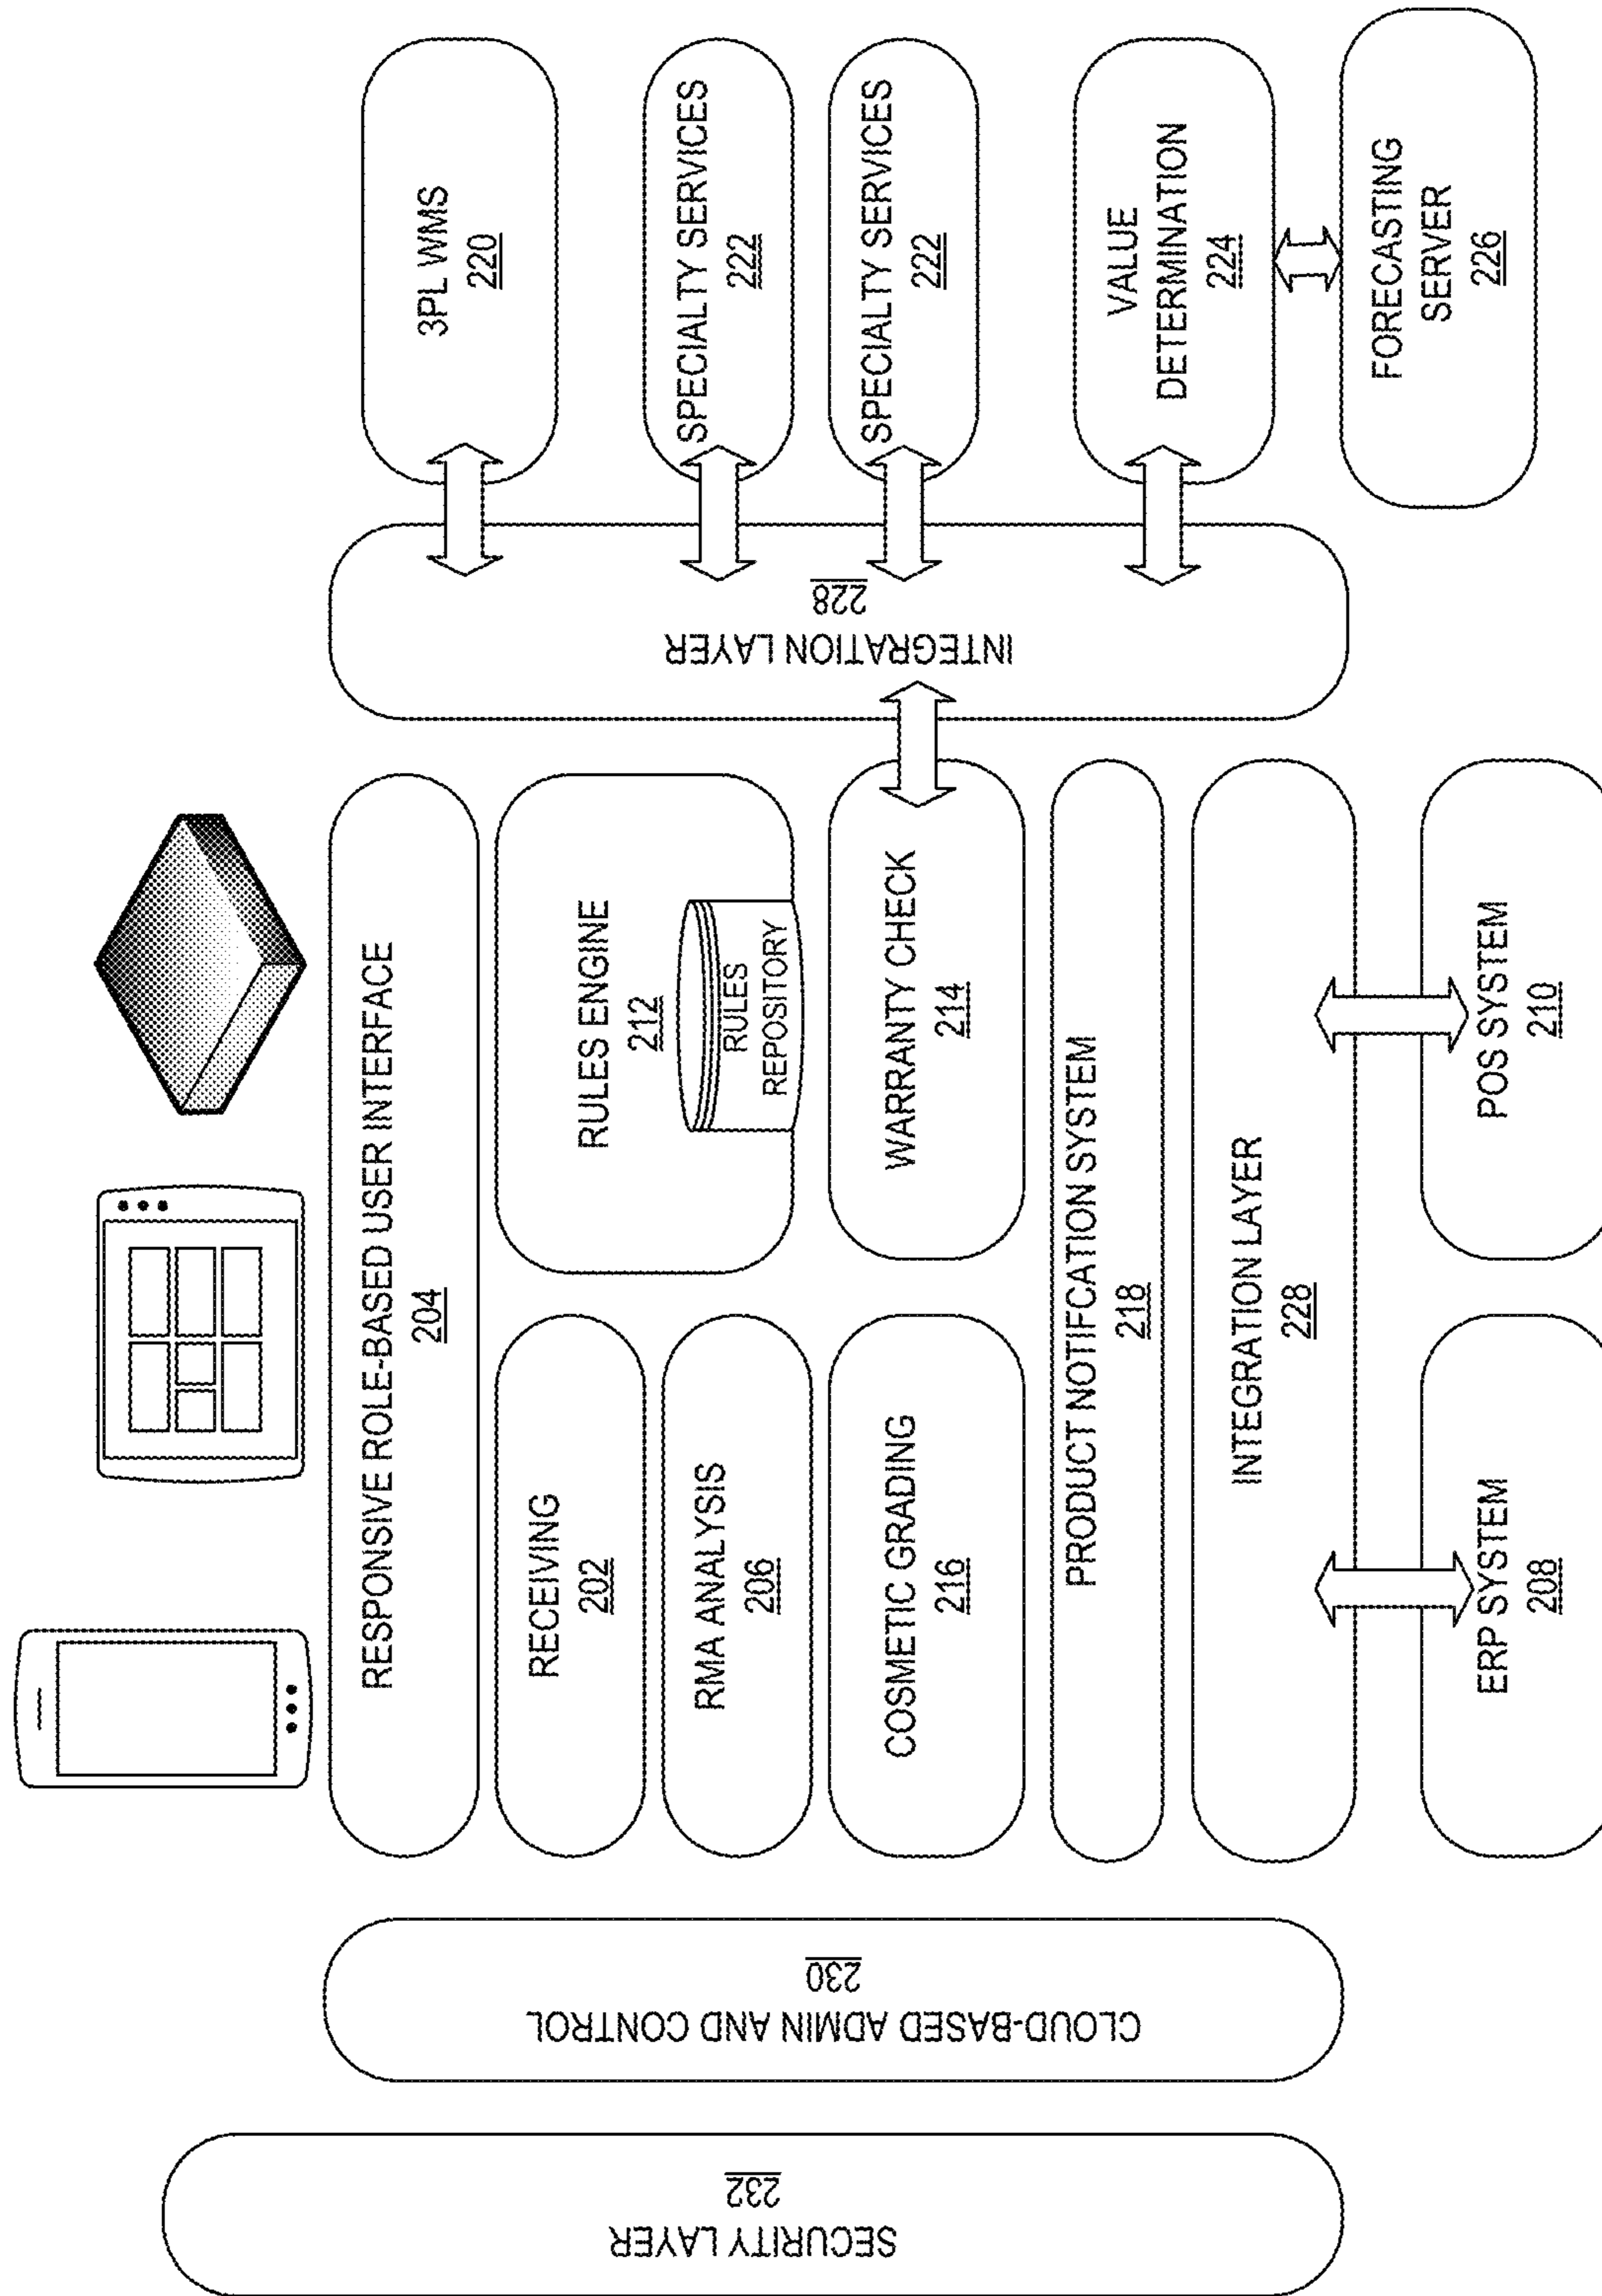 SECURITY LAYER
232
CLOUD-BASED ADMIN AND CONTROL
230
RESPONSIVE ROLE-BASED USER INTERFACE
204
RECEIVING
202
RMA ANALYSIS
206
COSMETIC GRADING
216
RULES ENGINE
212
RULES
REPOSITORY
WARRANTY CHECK
214
PRODUCT NOTIFCATION SYSTEM
218
INTEGRATION LAYER
228
ERP SYSTEM
208
POS SYSTEM
210
INTEGRATION LAYER
228
3PL WMS
220
SPECIALTY SERVICES
222
SPECIALTY SERVICES
222
VALUE
DETERMINATION
224
FORECASTING
SERVER
226